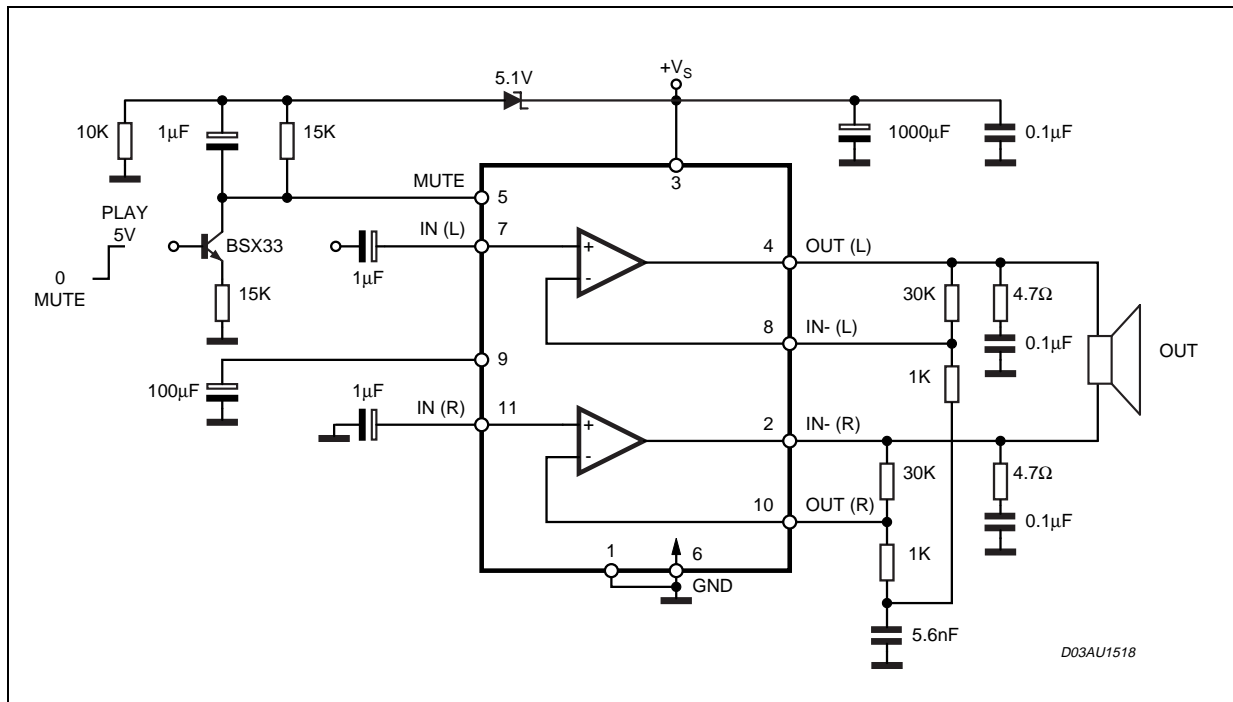 +VS
5.1V
10K
1µF
15K
1000µF
0.1µF
3
MUTE
5
PLAY
5V
BSX33
0
MUTE
15K
1µF
IN (L)
7
+
-
4
OUT (L)
30K
4.7Ω
8
IN- (L)
0.1µF
OUT
1K
9
100µF
1µF
IN (R)
11
+
-
2
IN- (R)
30K
4.7Ω
10
OUT (R)
0.1µF
1K
1
6
GND
5.6nF
D03AU1518